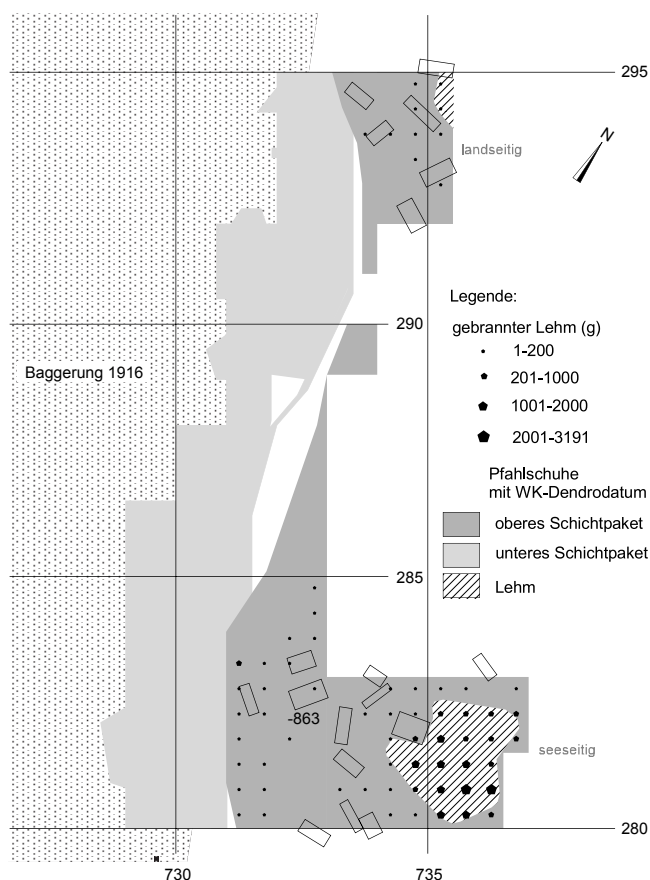 295
N
landseitig
Legende:
gebrannter Lehm (g)
1-200
201-1000
1001-2000
2001-3191
290
Baggerung 1916
Pfahlschuhe
mit WK-Dendrodatum
oberes Schichtpaket
unteres Schichtpaket
Lehm
285
-863
seeseitig
280
730
735